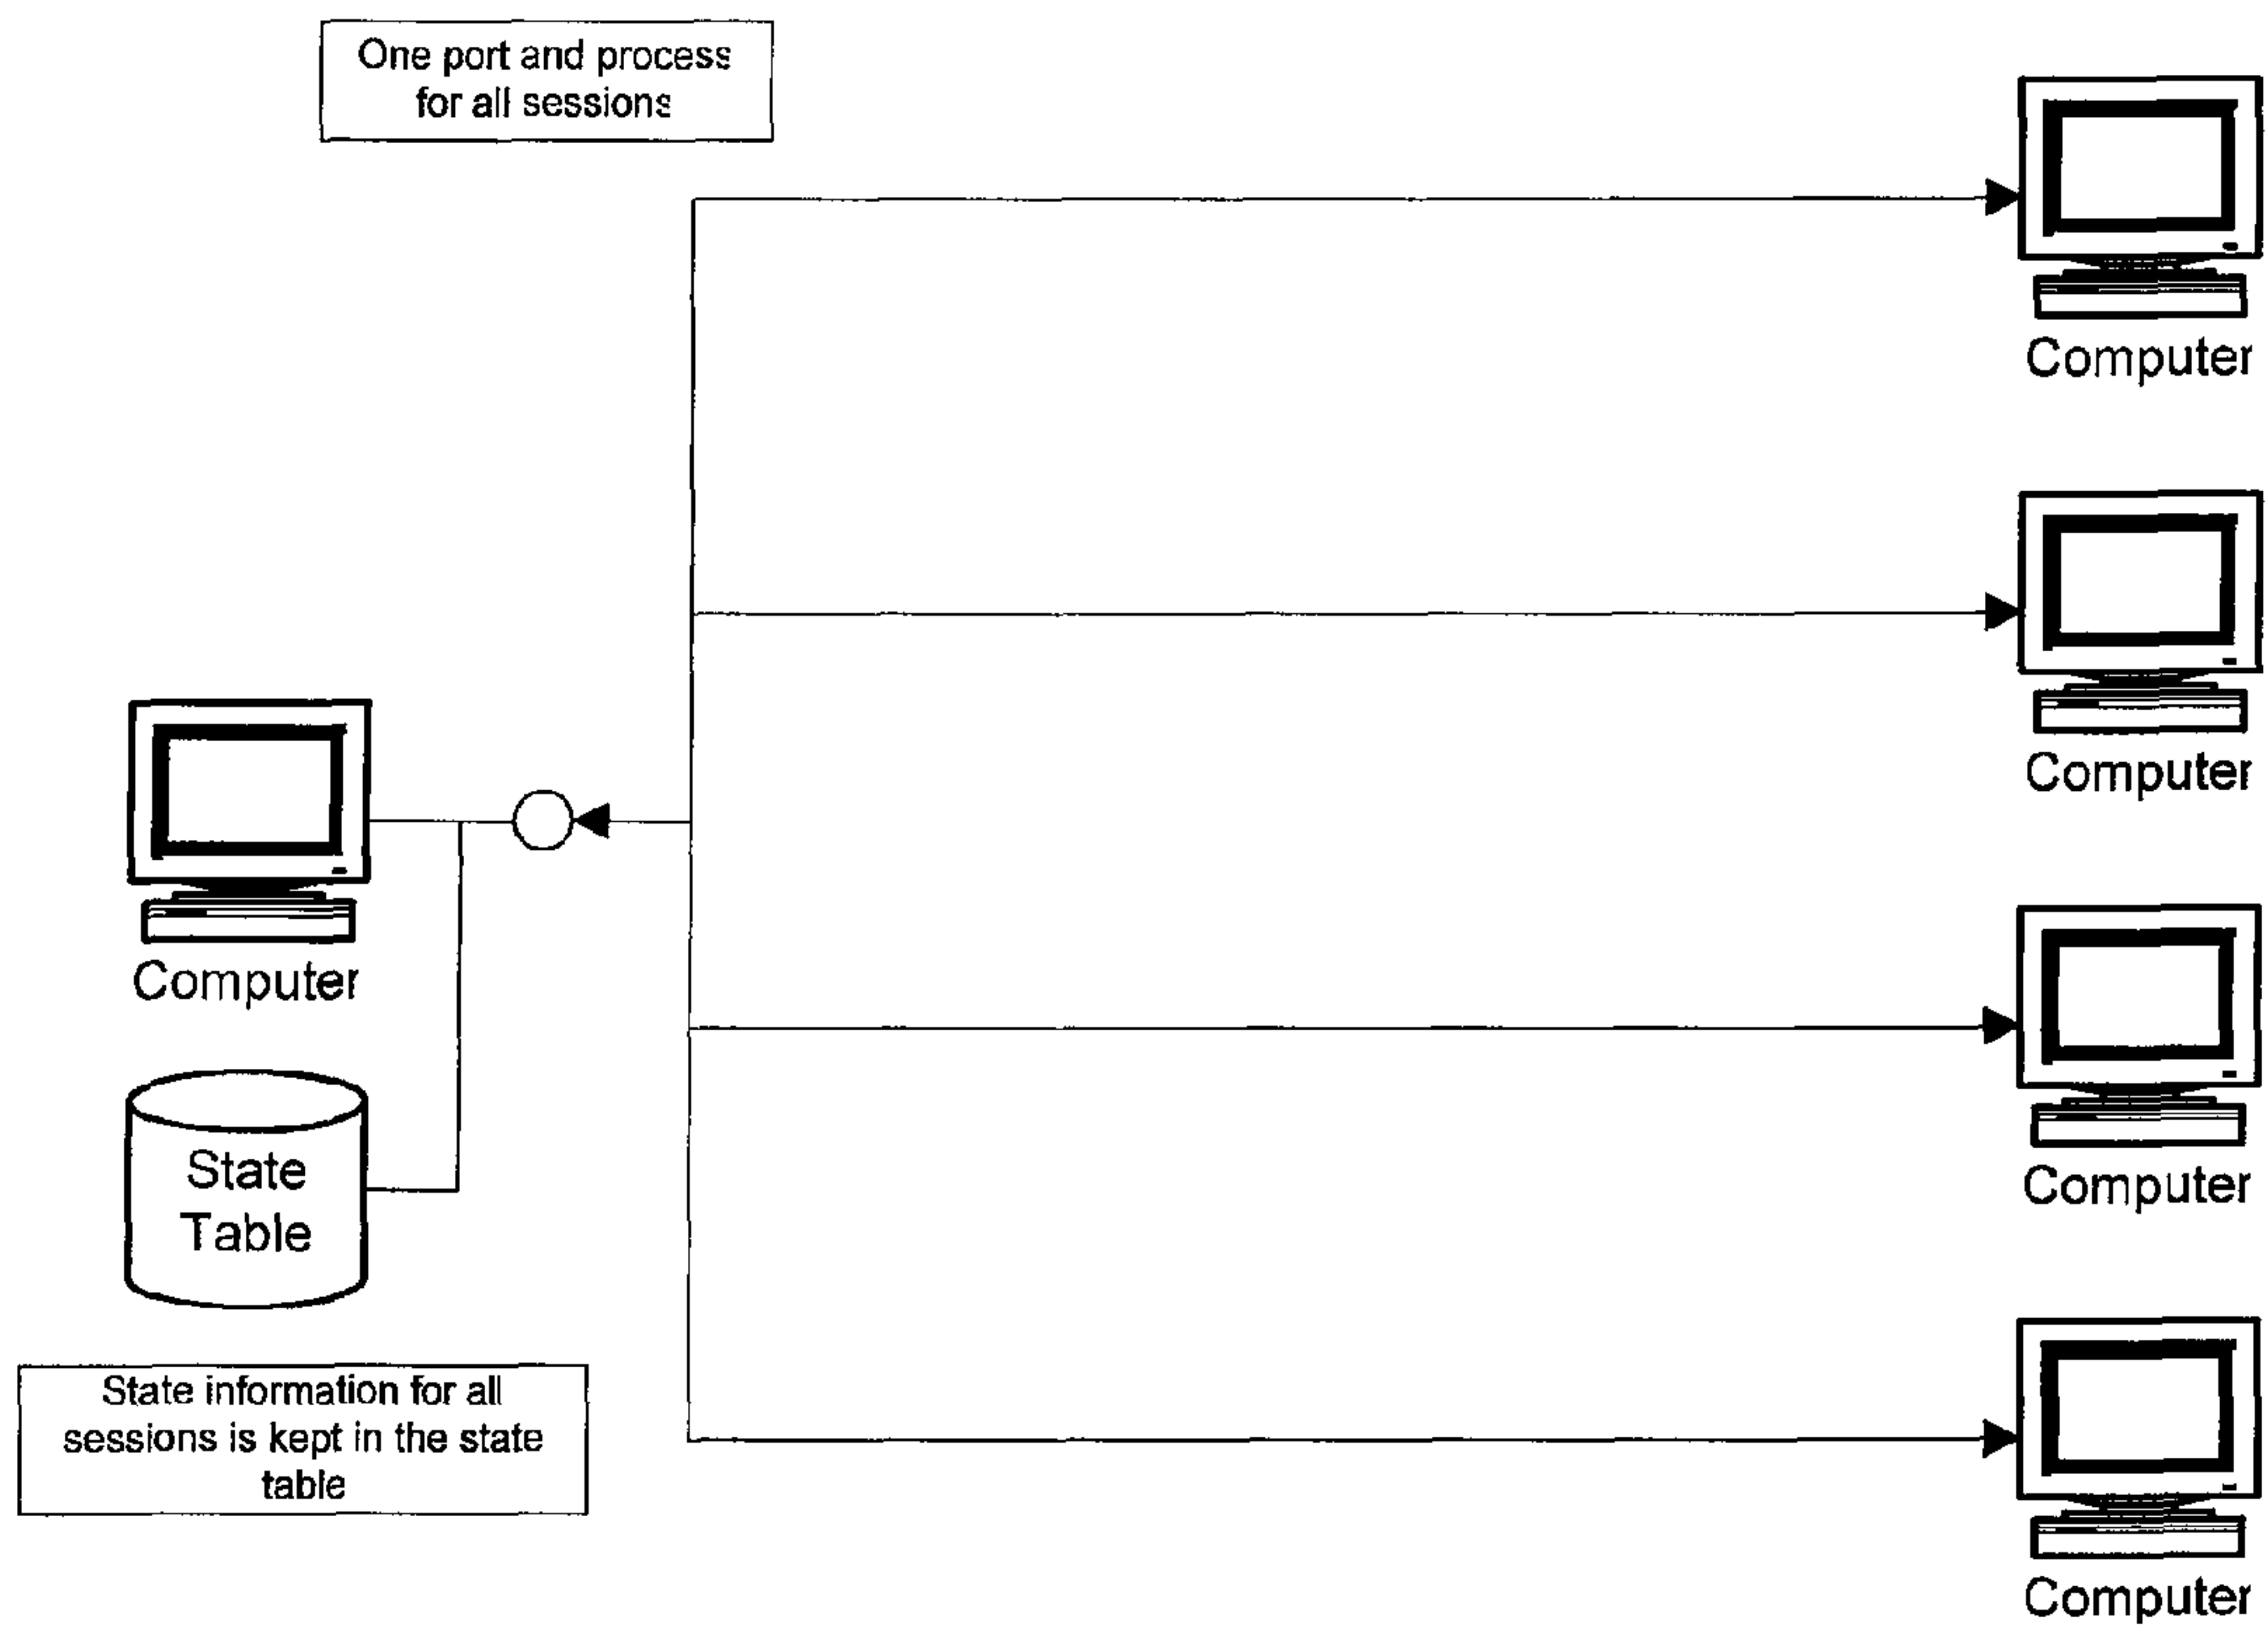 One port and process
for all sessions
Computer
Computer
Computer
State
Table
State information for all
sessions is kept in the state
table
Computer
Computer